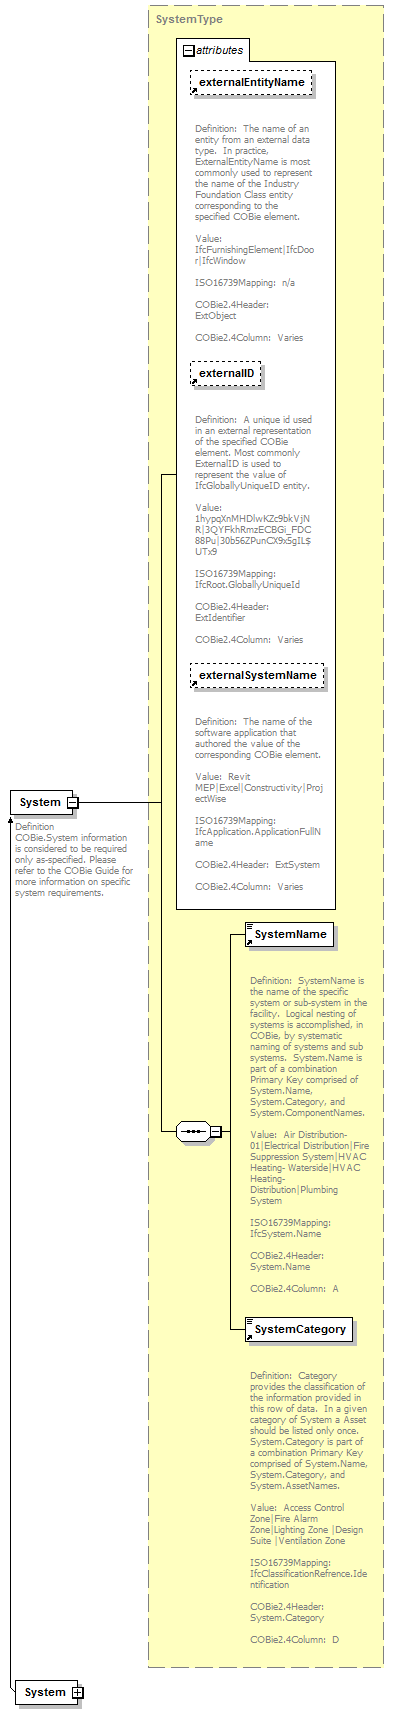 SystemType
attributes
externalEntityName
Definition: The name of an
entity from an external data
type. In practice,
ExternalEntityName is most
commonly used to represent
the name of the Industry
Foundation Class entity
corresponding to the
specified COBie element.
Value:
IfcFurnishingElement|IfcDoo
r|IfcWindow
ISO16739Mapping: n/a
COBie2.4Header:
ExtObject
COBie2.4Column: Varies
externalID
Definition: A unique id used
in an external representation
of the specified COBie
element. Most commonly
ExternalID is used to
represent the value of
IfcGloballyUniqueID entity.
Value:
1hypqXnMHDlwKZc9bkVjN
R|3QYFkhRmzECBGi_FDC
88Pu|30b56ZPunCX9x5gIL$
UTx9
ISO16739Mapping:
IfcRoot.GloballyUniqueId
COBie2.4Header:
ExtIdentifier
COBie2.4Column: Varies
externalSystemName
Definition: The name of the
software application that
authored the value of the
corresponding COBie element.
Value: Revit
MEP|Excel|Constructivity|Proj
ectWise
ISO16739Mapping:
IfcApplication.ApplicationFullN
ame
COBie2.4Header: ExtSystem
COBie2.4Column: Varies
System
Definition
COBie.System information
is considered to be required
only as-specified. Please
refer to the COBie Guide for
more information on specific
system requirements.
SystemName
Definition: SystemName is
the name of the specific
system or sub-system in the
facility. Logical nesting of
systems is accomplished, in
COBie, by systematic
naming of systems and sub
systems. System.Name is
part of a combination
Primary Key comprised of
System.Name,
System.Category, and
System.ComponentNames.
Value: Air Distribution-
01|Electrical Distribution|Fire
Suppression System|HVAC
Heating- Waterside|HVAC
Heating-
Distribution|Plumbing
System
ISO16739Mapping:
IfcSystem.Name
COBie2.4Header:
System.Name
COBie2.4Column: A
SystemCategory
Definition: Category
provides the classification of
the information provided in
this row of data. In a given
category of System a Asset
should be listed only once.
System.Category is part of
a combination Primary Key
comprised of System.Name,
System.Category, and
System.AssetNames.
Value: Access Control
Zone|Fire Alarm
Zone|Lighting Zone |Design
Suite |Ventilation Zone
ISO16739Mapping:
IfcClassificationRefrence.Ide
ntification
COBie2.4Header:
System.Category
COBie2.4Column: D
System